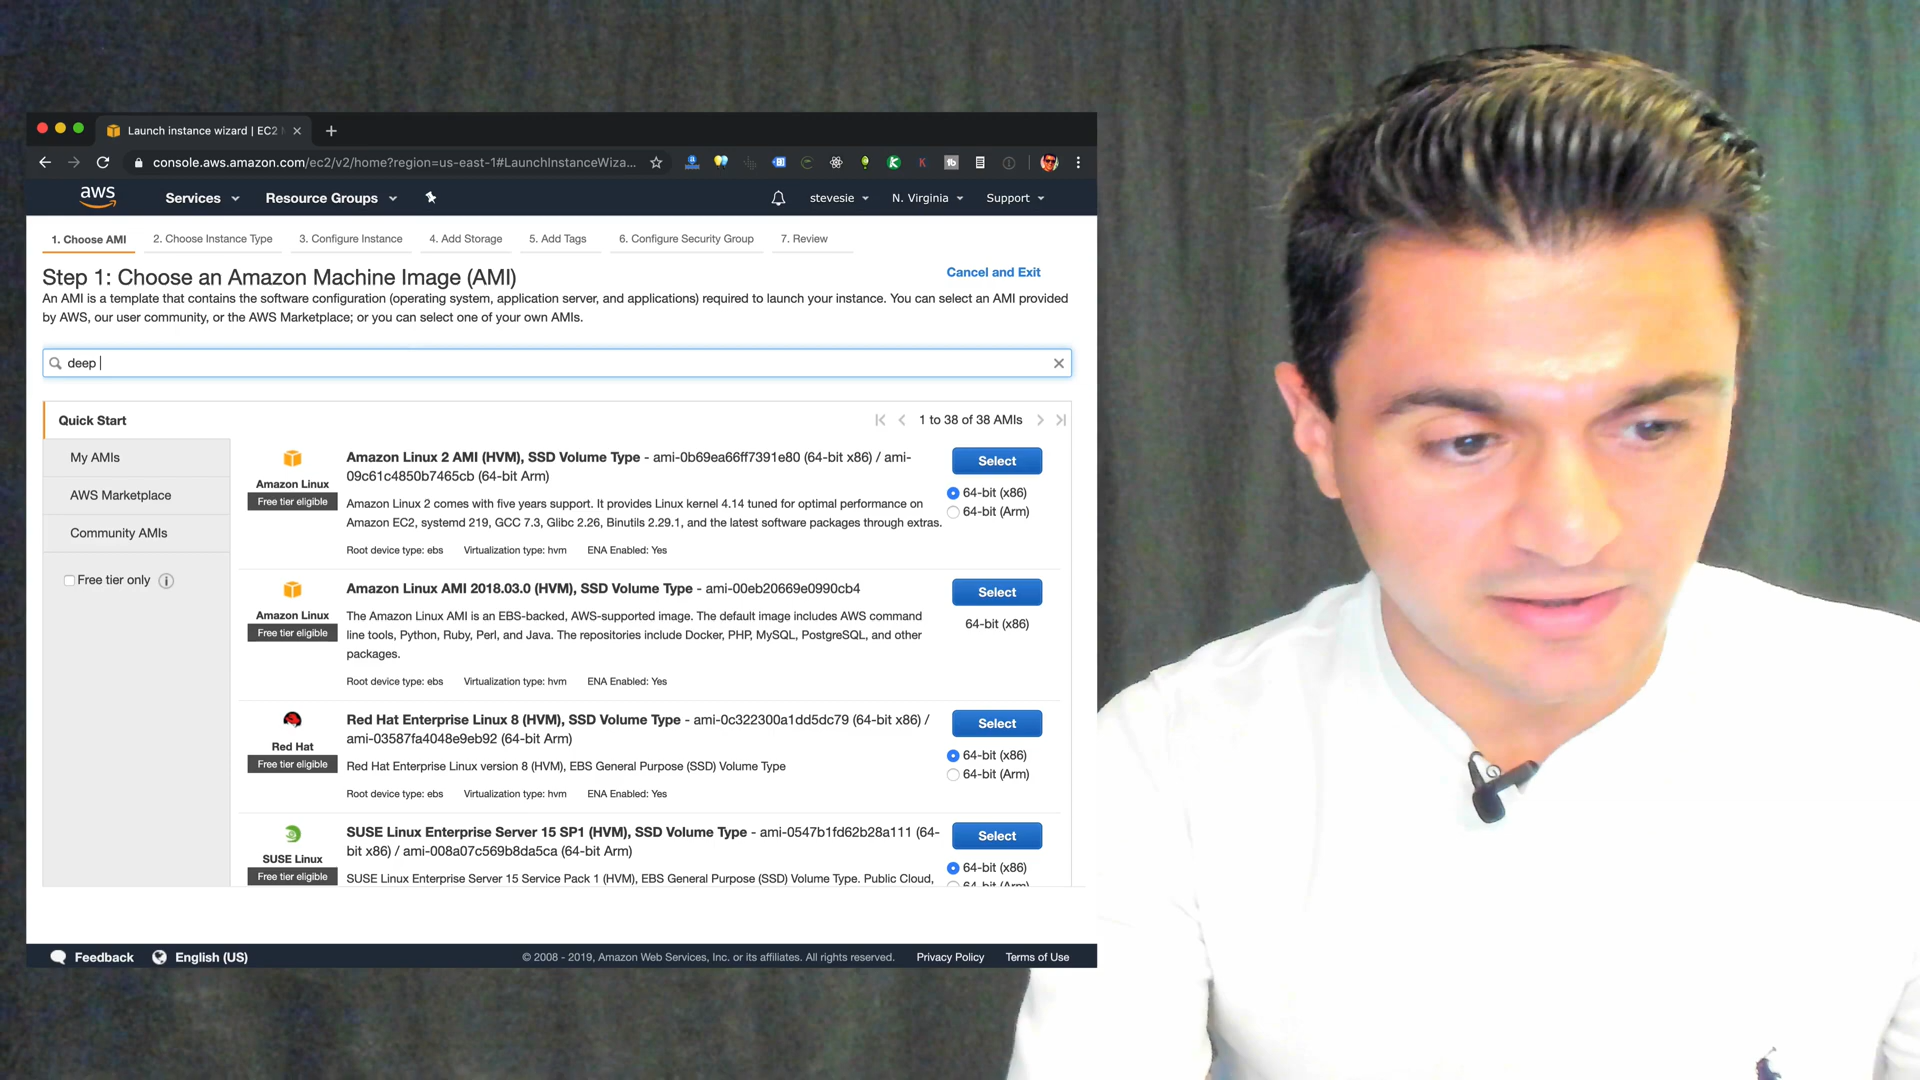 Launch instance wizard | EC2
console.aws.amazon.com/ec2/v2/home?region=us-east-1#LaunchInstanceWiza...
aws
Services
Resource Groups
stevesie
N. Virginia
Support
1. Choose AMI
2. Choose Instance Type
3. Configure Instance
4. Add Storage
5. Add Tags
6. Configure Security Group
7. Review
Step 1: Choose an Amazon Machine Image (AMI)
Cancel and Exit
An AMI is a template that contains the software configuration (operating system, application server, and applications) required to launch your instance. You can select an AMI provided
by AWS, our user community, or the AWS Marketplace; or you can select one of your own AMIs.
deep
Quick Start
My AMIs
AWS Marketplace
Community AMIs
Free tier only
1 to 38 of 38 AMIs
Amazon Linux
Free tier eligible
Amazon Linux 2 AMI (HVM), SSD Volume Type - ami-0b69ea66ff7391e80 (64-bit x86) / ami-
09c61c4850b7465cb (64-bit Arm)
Amazon Linux 2 comes with five years support. It provides Linux kernel 4.14 tuned for optimal performance on
Amazon EC2, systemd 219, GCC 7.3, Glibc 2.26, Binutils 2.29.1, and the latest software packages through extras.
Root device type: ebs Virtualization type: hvm ENA Enabled: Yes
Select
64-bit (x86)
64-bit (Arm)
Amazon Linux
Free tier eligible
Amazon Linux AMI 2018.03.0 (HVM), SSD Volume Type - ami-00eb20669e0990cb4
The Amazon Linux AMI is an EBS-backed, AWS-supported image. The default image includes AWS command
line tools, Python, Ruby, Perl, and Java. The repositories include Docker, PHP, MySQL, PostgreSQL, and other
packages.
Root device type: ebs Virtualization type: hvm ENA Enabled: Yes
Select
64-bit (x86)
Red Hat
Free tier eligible
Red Hat Enterprise Linux 8 (HVM), SSD Volume Type - ami-0c322300a1dd5dc79 (64-bit x86) /
ami-03587fa4048e9eb92 (64-bit Arm)
Red Hat Enterprise Linux version 8 (HVM), EBS General Purpose (SSD) Volume Type
Root device type: ebs Virtualization type: hvm ENA Enabled: Yes
Select
64-bit (x86)
64-bit (Arm)
SUSE Linux
Free tier eligible
SUSE Linux Enterprise Server 15 SP1 (HVM), SSD Volume Type - ami-0547b1fd62b28a111 (64-
bit x86) / ami-008a07c569b8da5ca (64-bit Arm)
SUSE Linux Enterprise Server 15 Service Pack 1 (HVM), EBS General Purpose (SSD) Volume Type. Public Cloud,
Select
64-bit (x86)
64-bit (Arm)
Feedback
English (US)
© 2008 - 2019, Amazon Web Services, Inc. or its affiliates. All rights reserved.
Privacy Policy
Terms of Use